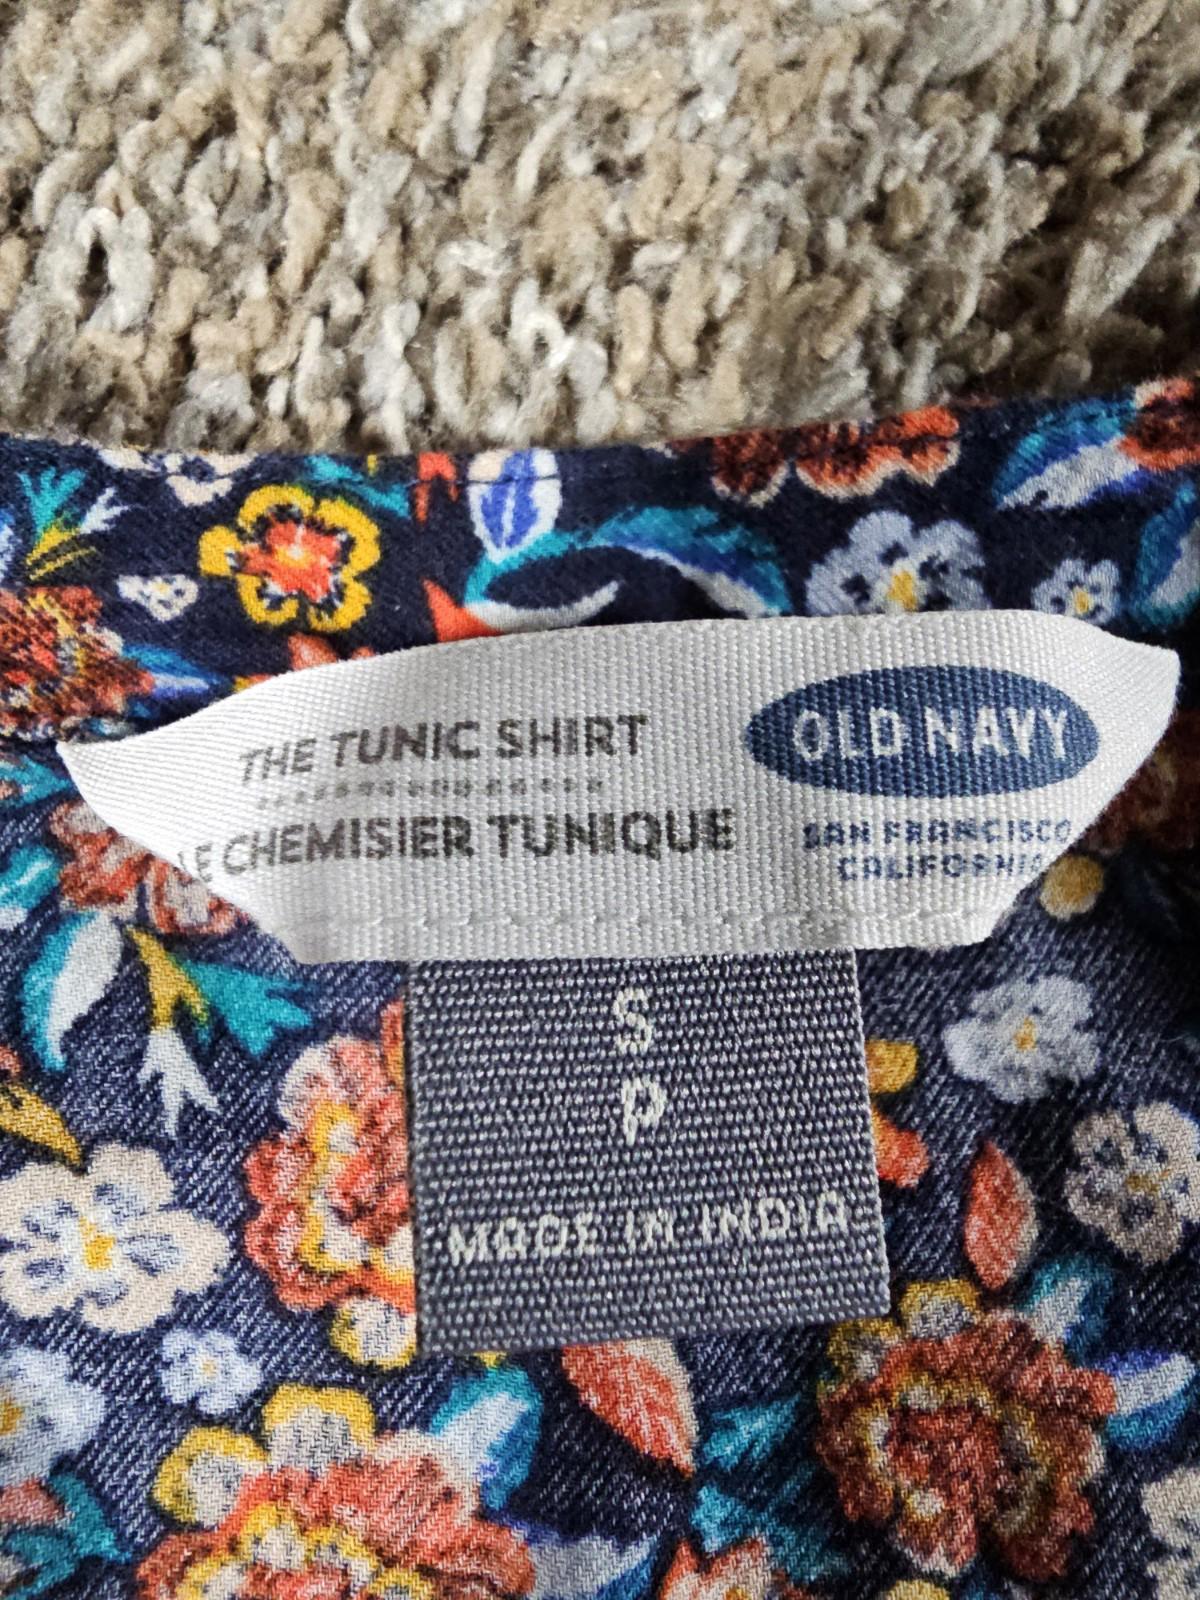 THE TUNIC SHIRT
LE CHEMISIER TUNIQUE
OLD NAVY
SAN FRANCISCO
CALIFORNIA
S
P
MADE IN INDIA